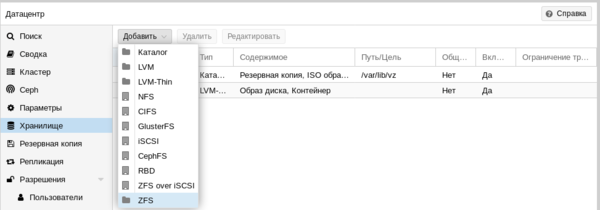 Датацентр
Справка
Поиск
Сводка
Кластер
Ceph
Параметры
Хранилище
Резервная копия
Репликация
Разрешения
Пользователи
Добавить Удалить Редактировать
Каталог
LVM
LVM-Thin
NFS
CIFS
GlusterFS
iSCSI
CephFS
RBD
ZFS over iSCSI
ZFS
Тип Содержимое Путь/Цель Общ... Вкл... Ограничение тр...
Ката... Резервная копия, ISO обра... /var/lib/vz Нет Да
LVM-... Образ диска, Контейнер Нет Да